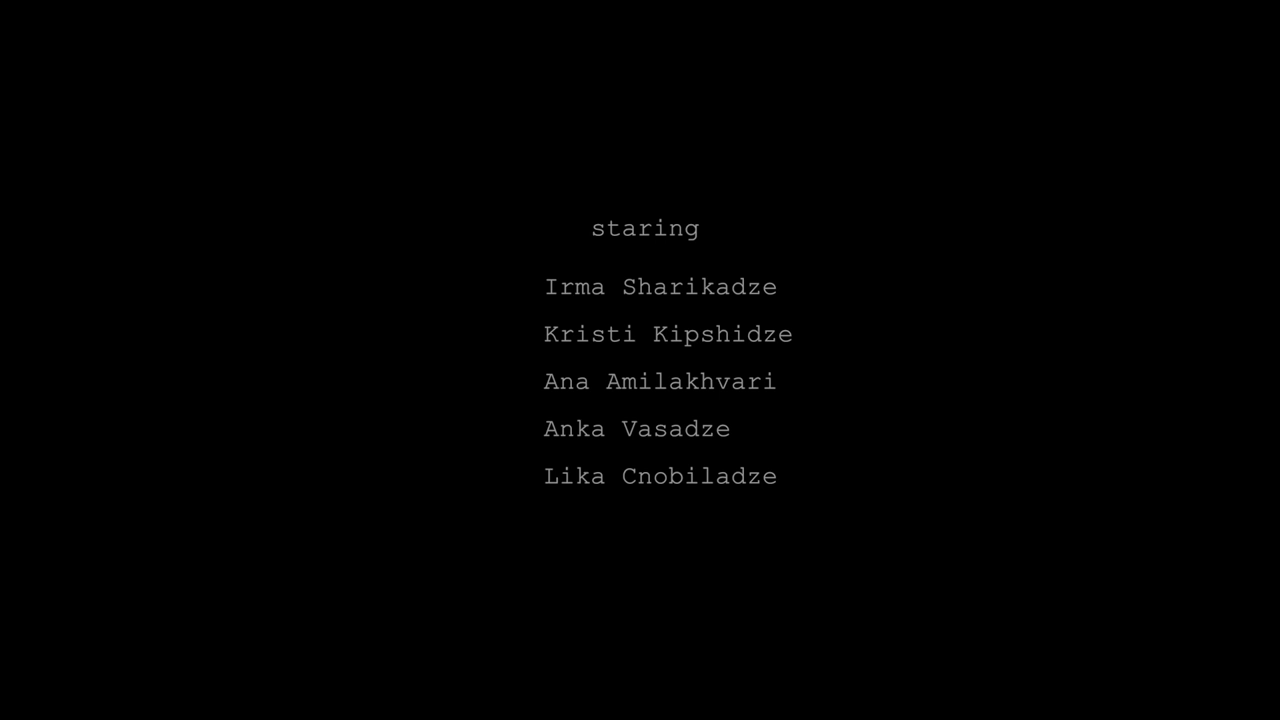 staring
Irma Sharikadze
Kristi Kipshidze
Ana Amilakhvari
Anka Vasadze
Lika Cnobiladze